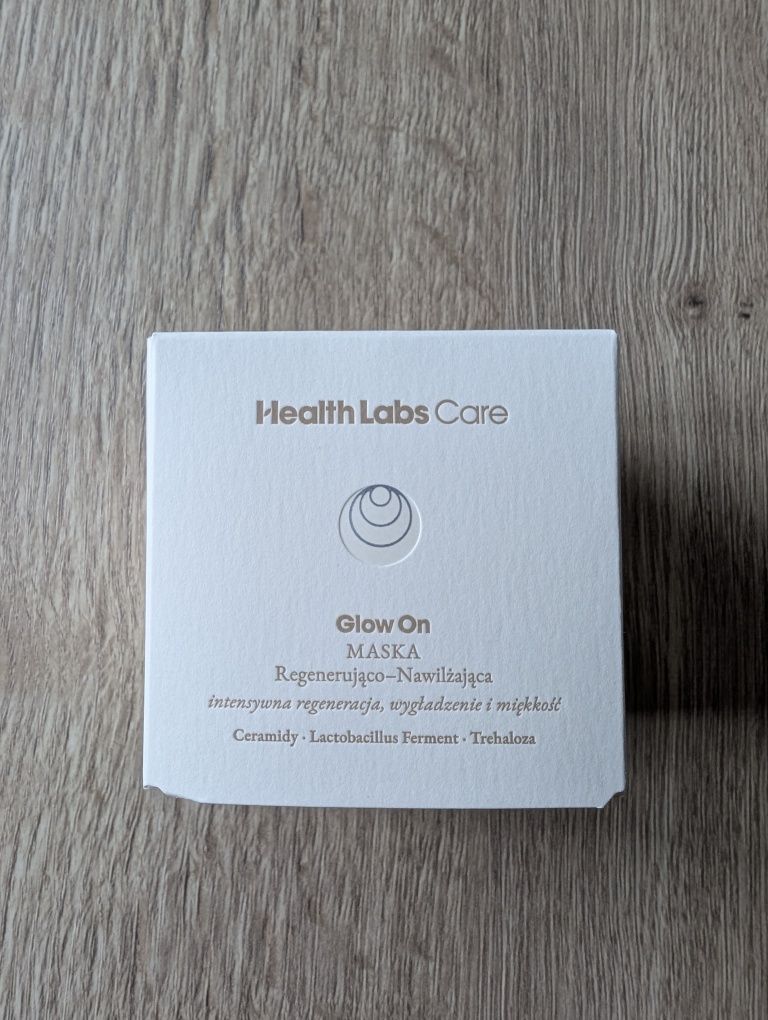 Health Labs Care
Glow On
MASKA
Regenerująco–Nawilżająca
intensywna regeneracja, wygładzenie i miękkość
Ceramidy · Lactobacillus Ferment · Trehaloza